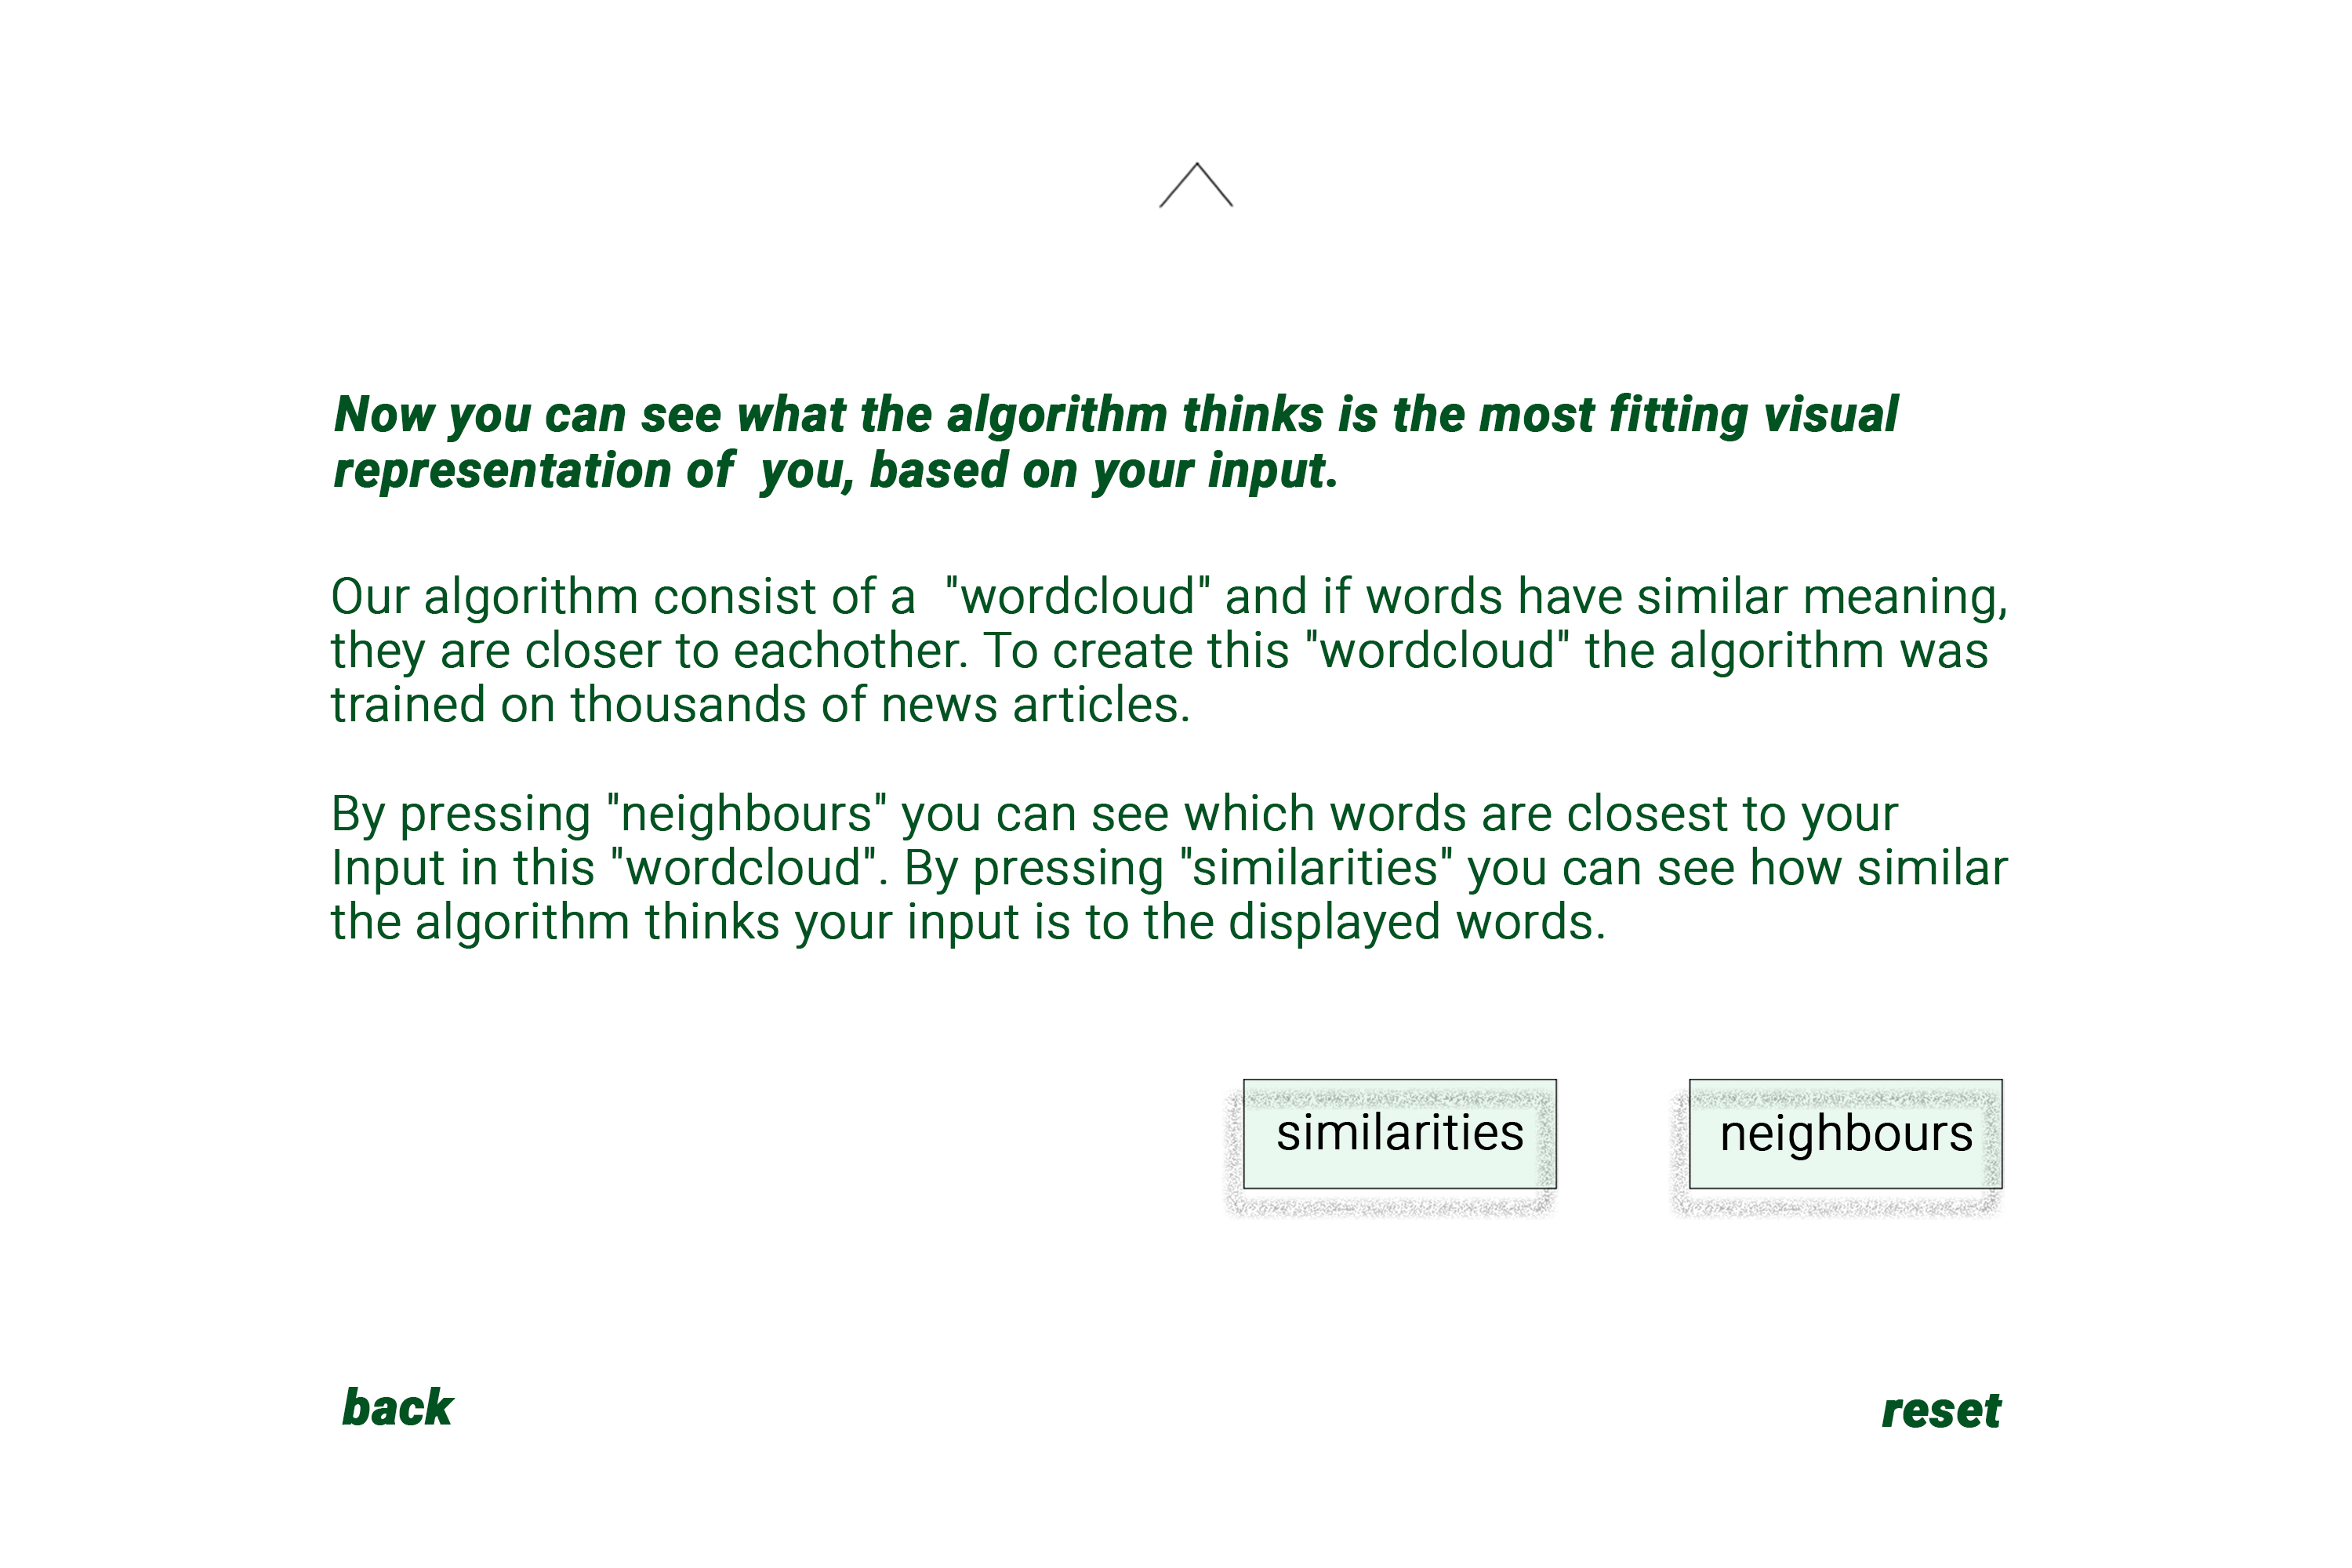 Now you can see what the algorithm thinks is the most fitting visual
representation of  you, based on your input.
Our algorithm consist of a  "wordcloud" and if words have similar meaning,
they are closer to eachother. To create this "wordcloud" the algorithm was
trained on thousands of news articles.
By pressing "neighbours" you can see which words are closest to your
Input in this "wordcloud". By pressing "similarities" you can see how similar
the algorithm thinks your input is to the displayed words.
similarities
neighbours
back
reset